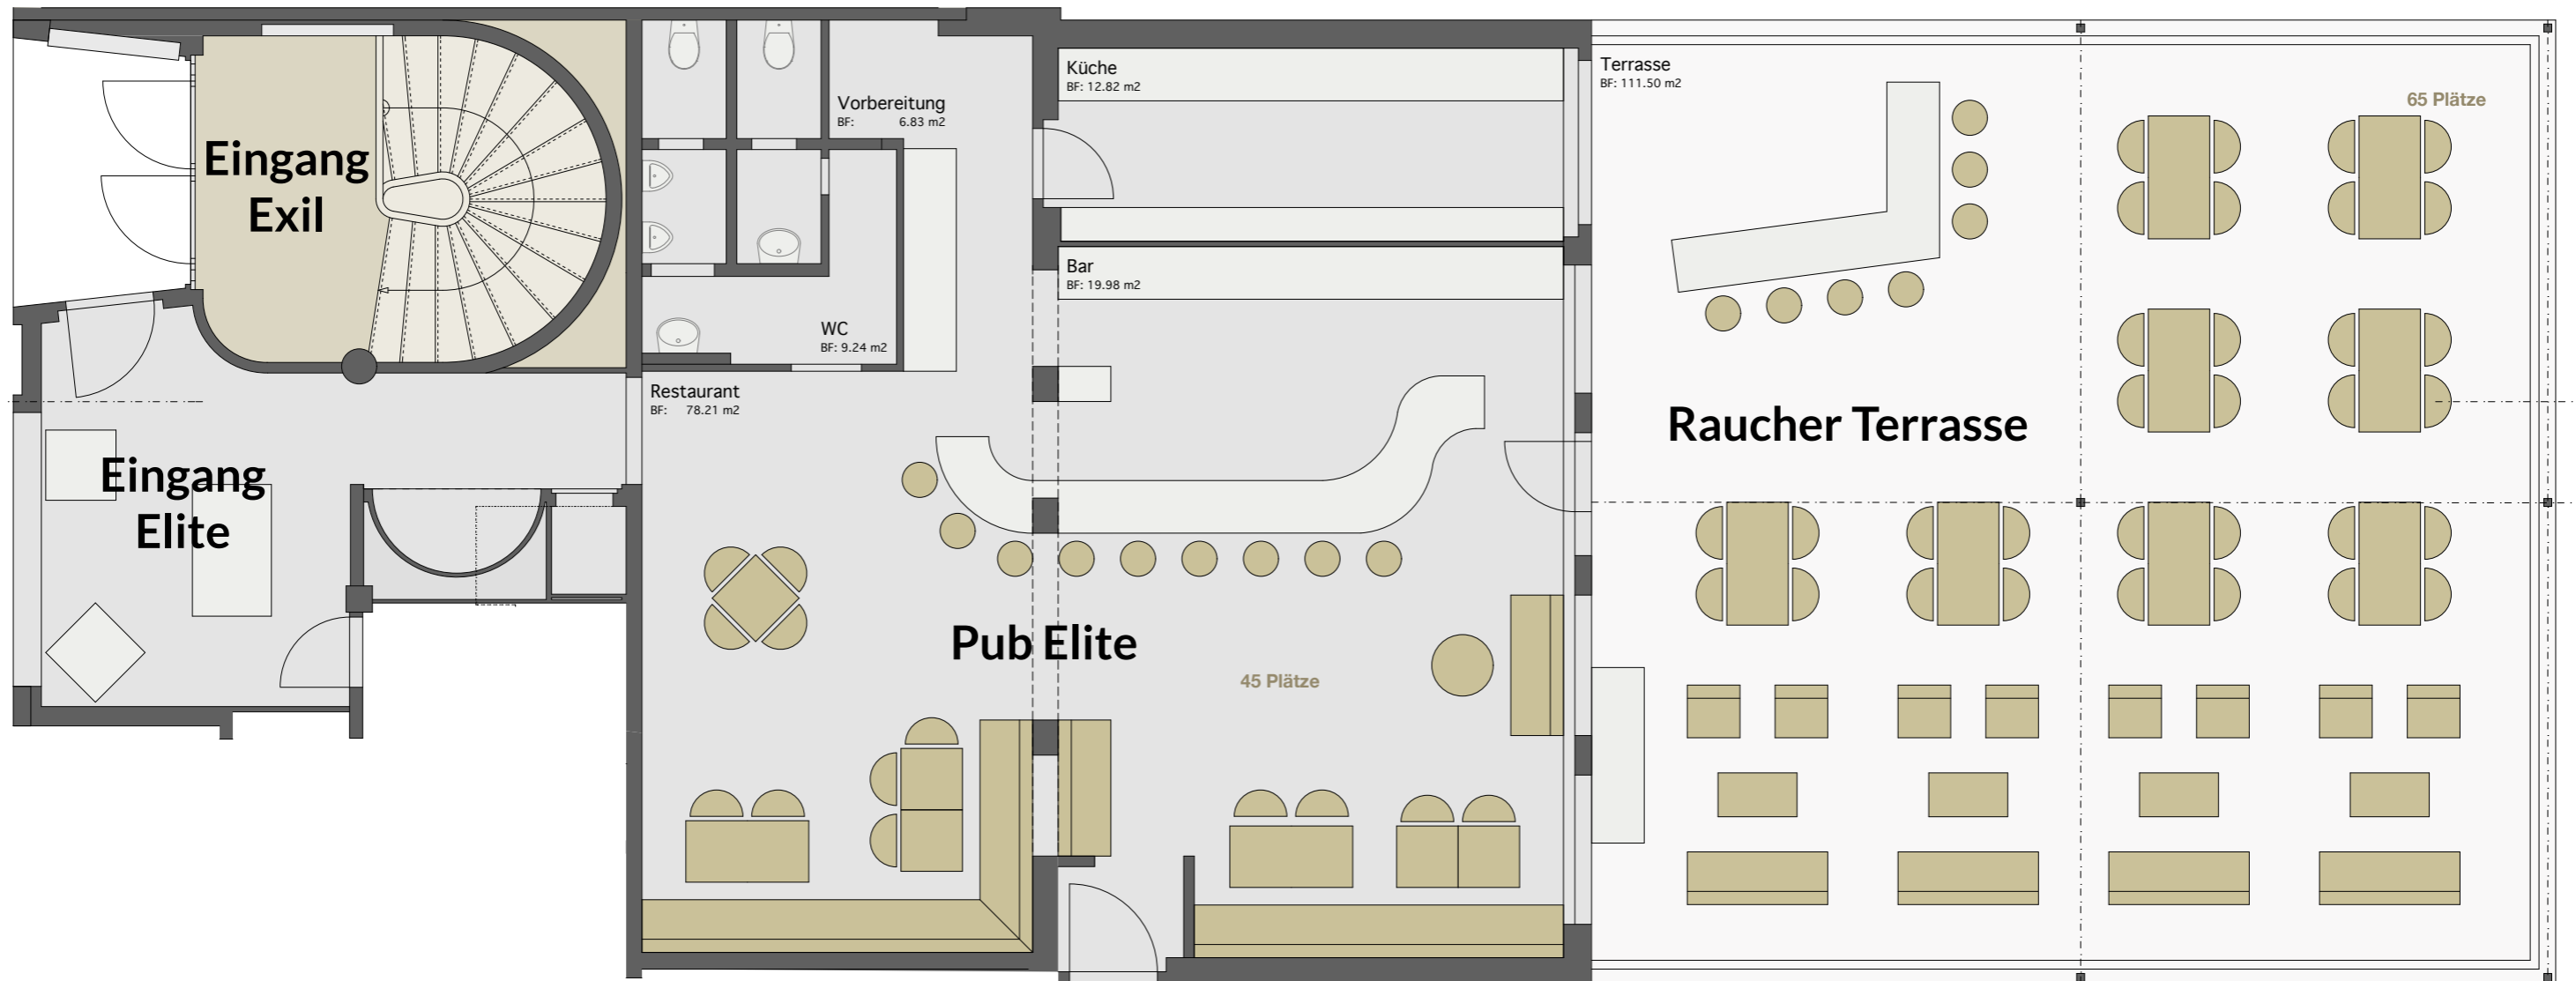 Eingang
Exil
Vorbereitung
BF: 6.83 m2
Küche
BF: 12.82 m2
Terrasse
BF: 111.50 m2
65 Plätze
Bar
BF: 19.98 m2
WC
BF: 9.24 m2
Restaurant
BF: 78.21 m2
Raucher Terrasse
Eingang
Elite
Pub Elite
45 Plätze